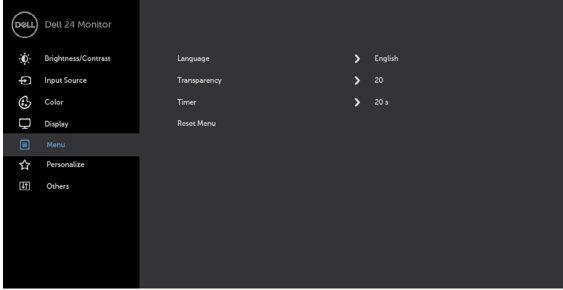 DELL Dell 24 Monitor
Brightness/Contrast
Input Source
Color
Display
Menu
Personalize
Others
Language English
Transparency 20
Timer 20 s
Reset Menu